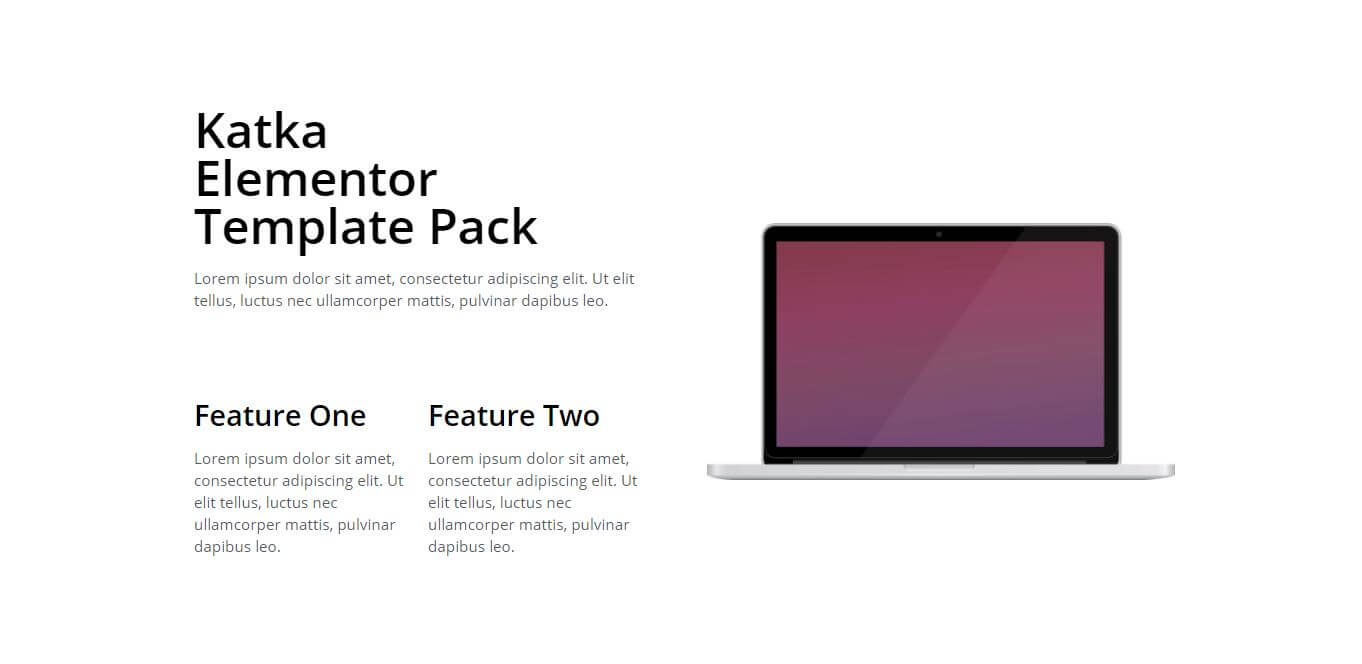 Katka
Elementor
Template Pack
Lorem ipsum dolor sit amet, consectetur adipiscing elit. Ut elit
tellus, luctus nec ullamcorper mattis, pulvinar dapibus leo.
Feature One
Lorem ipsum dolor sit amet,
consectetur adipiscing elit. Ut
elit tellus, luctus nec
ullamcorper mattis, pulvinar
dapibus leo.
Feature Two
Lorem ipsum dolor sit amet,
consectetur adipiscing elit. Ut
elit tellus, luctus nec
ullamcorper mattis, pulvinar
dapibus leo.